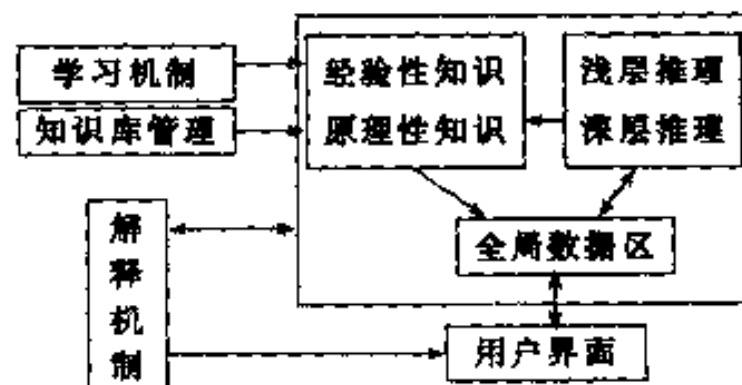 学习机制
知识库管理
经验性知识
原理性知识
浅层推理
深层推理
全局数据区
解释机制
用户界面